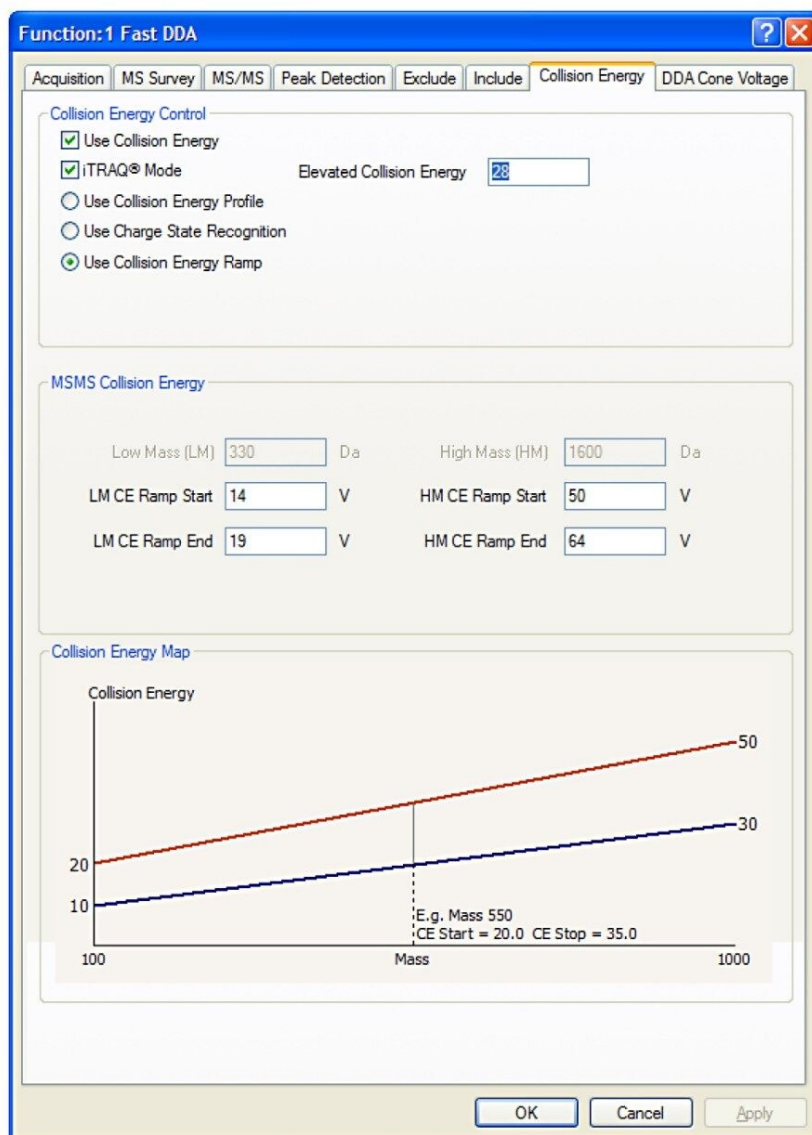 Function:1 Fast DDA
Acquisition MS Survey MS/MS Peak Detection Exclude Include Collision Energy DDA Cone Voltage
Collision Energy Control
Use Collision Energy
iTRAQ® Mode Elevated Collision Energy 28
Use Collision Energy Profile
Use Charge State Recognition
Use Collision Energy Ramp
MSMS Collision Energy
Low Mass (LM) 330 Da High Mass (HM) 1600 Da
LM CE Ramp Start 14 V HM CE Ramp Start 50 V
LM CE Ramp End 19 V HM CE Ramp End 64 V
Collision Energy Map
Collision Energy
50
30
20
10
E.g. Mass 550
CE Start = 20.0 CE Stop = 35.0
100 Mass 1000
OK Cancel Apply